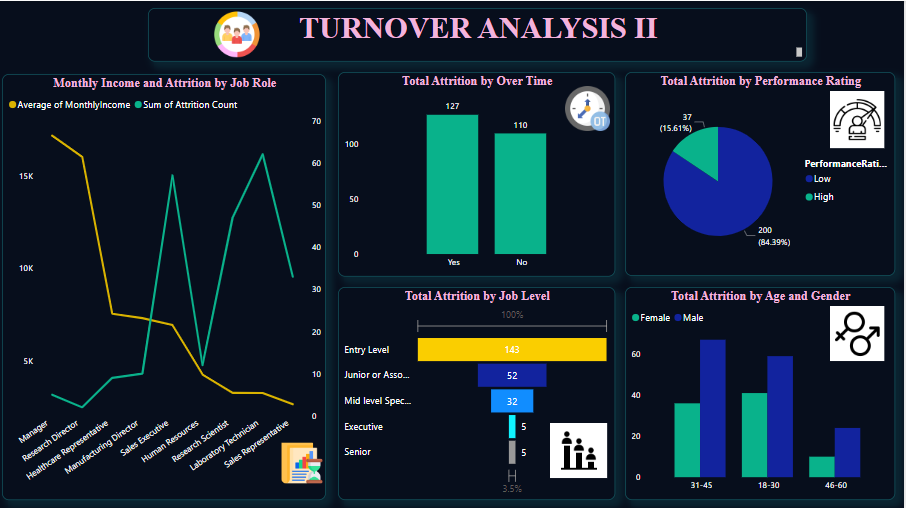 TURNOVER ANALYSIS II
Monthly Income and Attrition by Job Role
Average of MonthlyIncome Sum of Attrition Count
70
60
50
40
30
20
10
0
15K
10K
5K
Manager
Research Director
Healthcare Representative
Manufacturing Director
Sales Executive
Human Resources
Research Scientist
Laboratory Technician
Sales Representative
Total Attrition by Over Time
OT
127
110
100
50
0
Yes No
Total Attrition by Performance Rating
37
(15.61%)
PerformanceRati...
Low
High
200
(84.39%)
Total Attrition by Job Level
100%
Entry Level 143
Junior or Asso... 52
Mid level Spec... 32
Executive 5
Senior 5
3.5%
Total Attrition by Age and Gender
Female Male
60
40
20
0
31-45 18-30 46-60